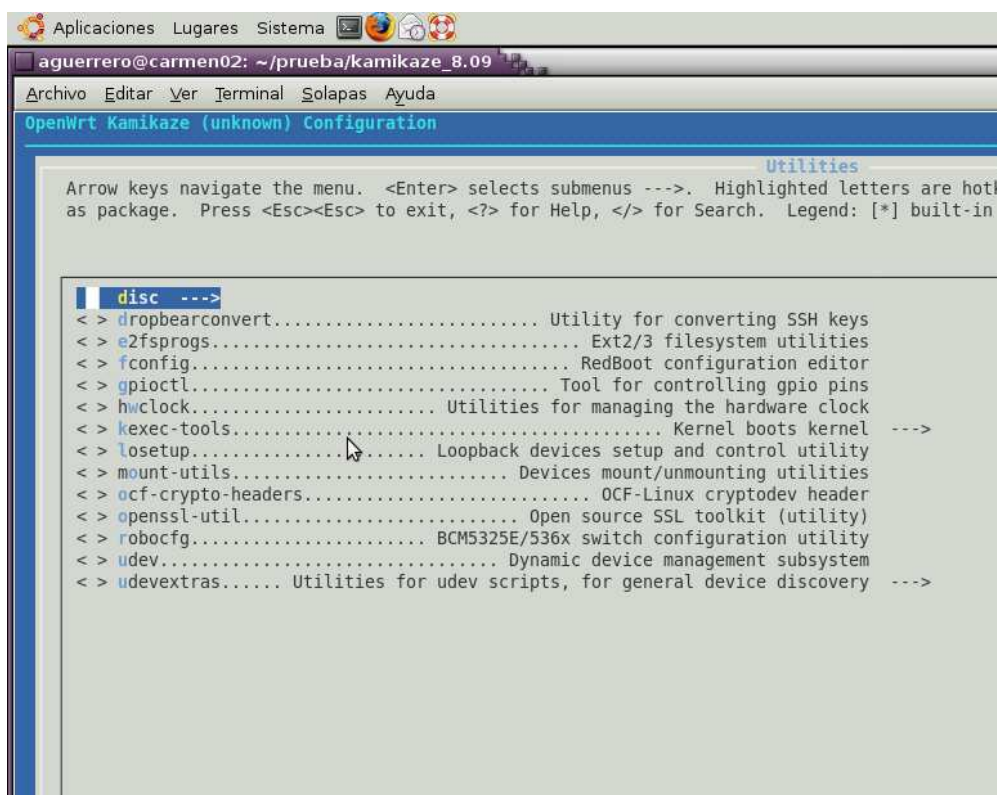 Aplicaciones Lugares Sistema
aguerrero@carmen02: ~/prueba/kamikaze_8.09
Archivo Editar Ver Terminal Solapas Ayuda
OpenWrt Kamikaze (unknown) Configuration
Utilities
Arrow keys navigate the menu. <Enter> selects submenus --->. Highlighted letters are hot
as package. Press <Esc><Esc> to exit, <?> for Help, </> for Search. Legend: [*] built-in
disc --->
< > dropbearconvert.......................... Utility for converting SSH keys
< > e2fsprogs.................................... Ext2/3 filesystem utilities
< > fconfig..................................... RedBoot configuration editor
< > gpioctl................................... Tool for controlling gpio pins
< > hwclock........................ Utilities for managing the hardware clock
< > kexec-tools.......................................... Kernel boots kernel --->
< > losetup....................... Loopback devices setup and control utility
< > mount-utils........................... Devices mount/unmounting utilities
< > ocf-crypto-headers............................ OCF-Linux cryptodev header
< > openssl-util........................... Open source SSL toolkit (utility)
< > robocfg....................... BCM5325E/536x switch configuration utility
< > udev................................. Dynamic device management subsystem
< > udevextras...... Utilities for udev scripts, for general device discovery --->